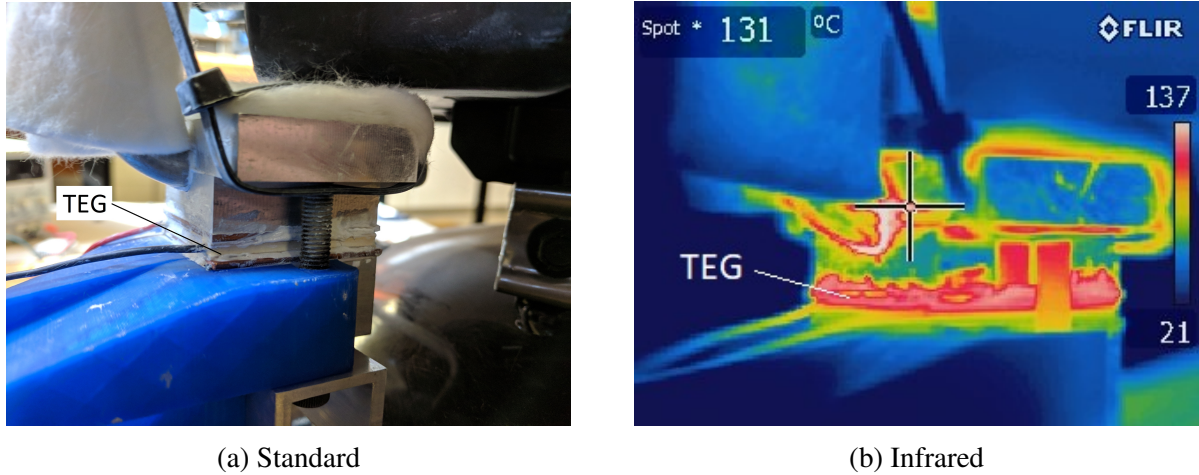 TEG
(a) Standard
Spot * 131 °C
FLIR
137
TEG
21
(b) Infrared